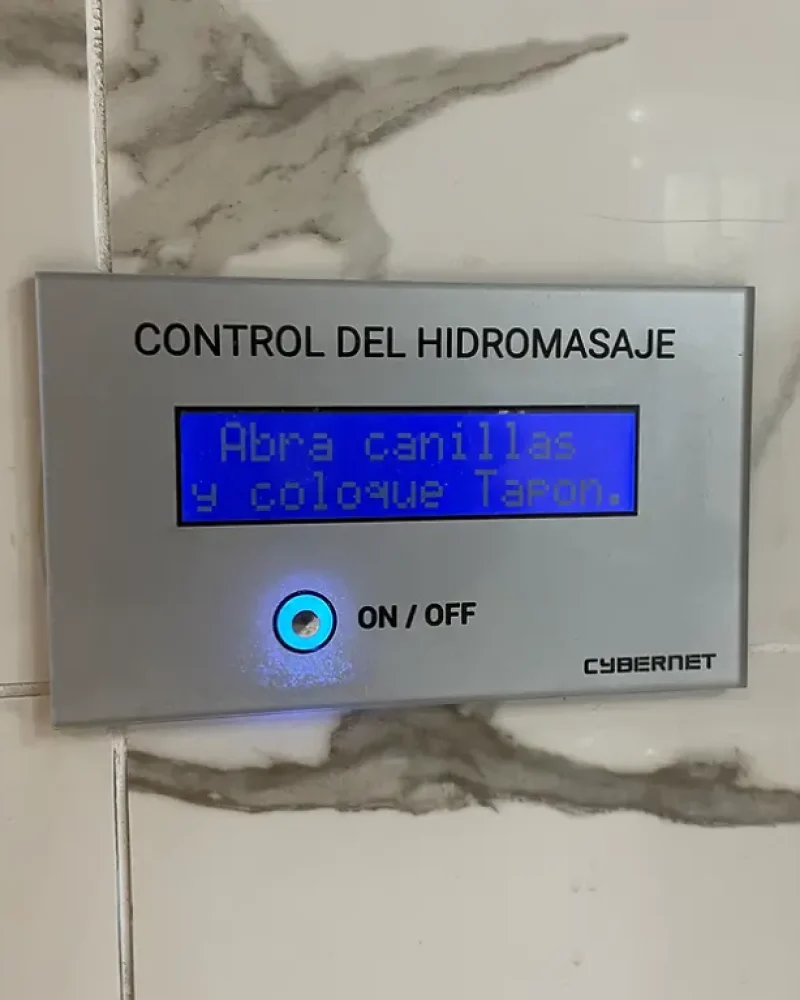 CONTROL DEL HIDROMASAJE
Abra canillas
y coloque Tapon.
ON / OFF
CYBERNET